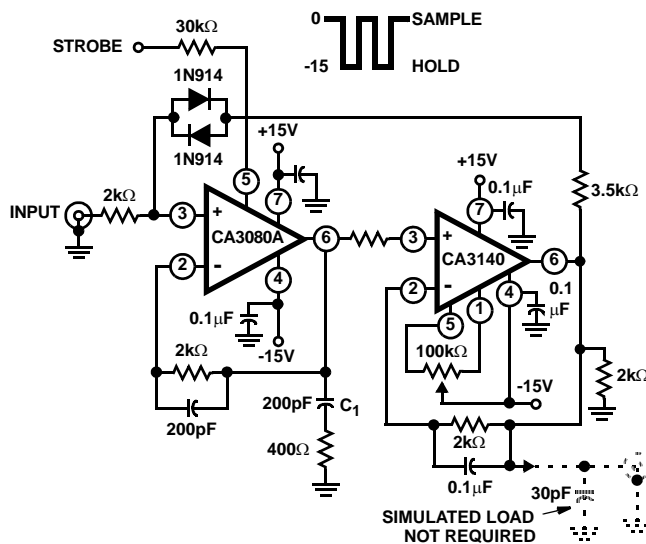 0
SAMPLE
-15
HOLD
30kΩ
STROBE
1N914
1N914
+15V
+15V
0.1μF
3.5kΩ
2kΩ
INPUT
5
7
7
3
+
CA3080A
6
3
+
CA3140
6
2
-
4
2
-
4
0.1
μF
5
1
0.1μF
-15V
100kΩ
-15V
2kΩ
2kΩ
200pF
200pF
C1
2kΩ
400Ω
0.1μF
30pF
SIMULATED LOAD
NOT REQUIRED